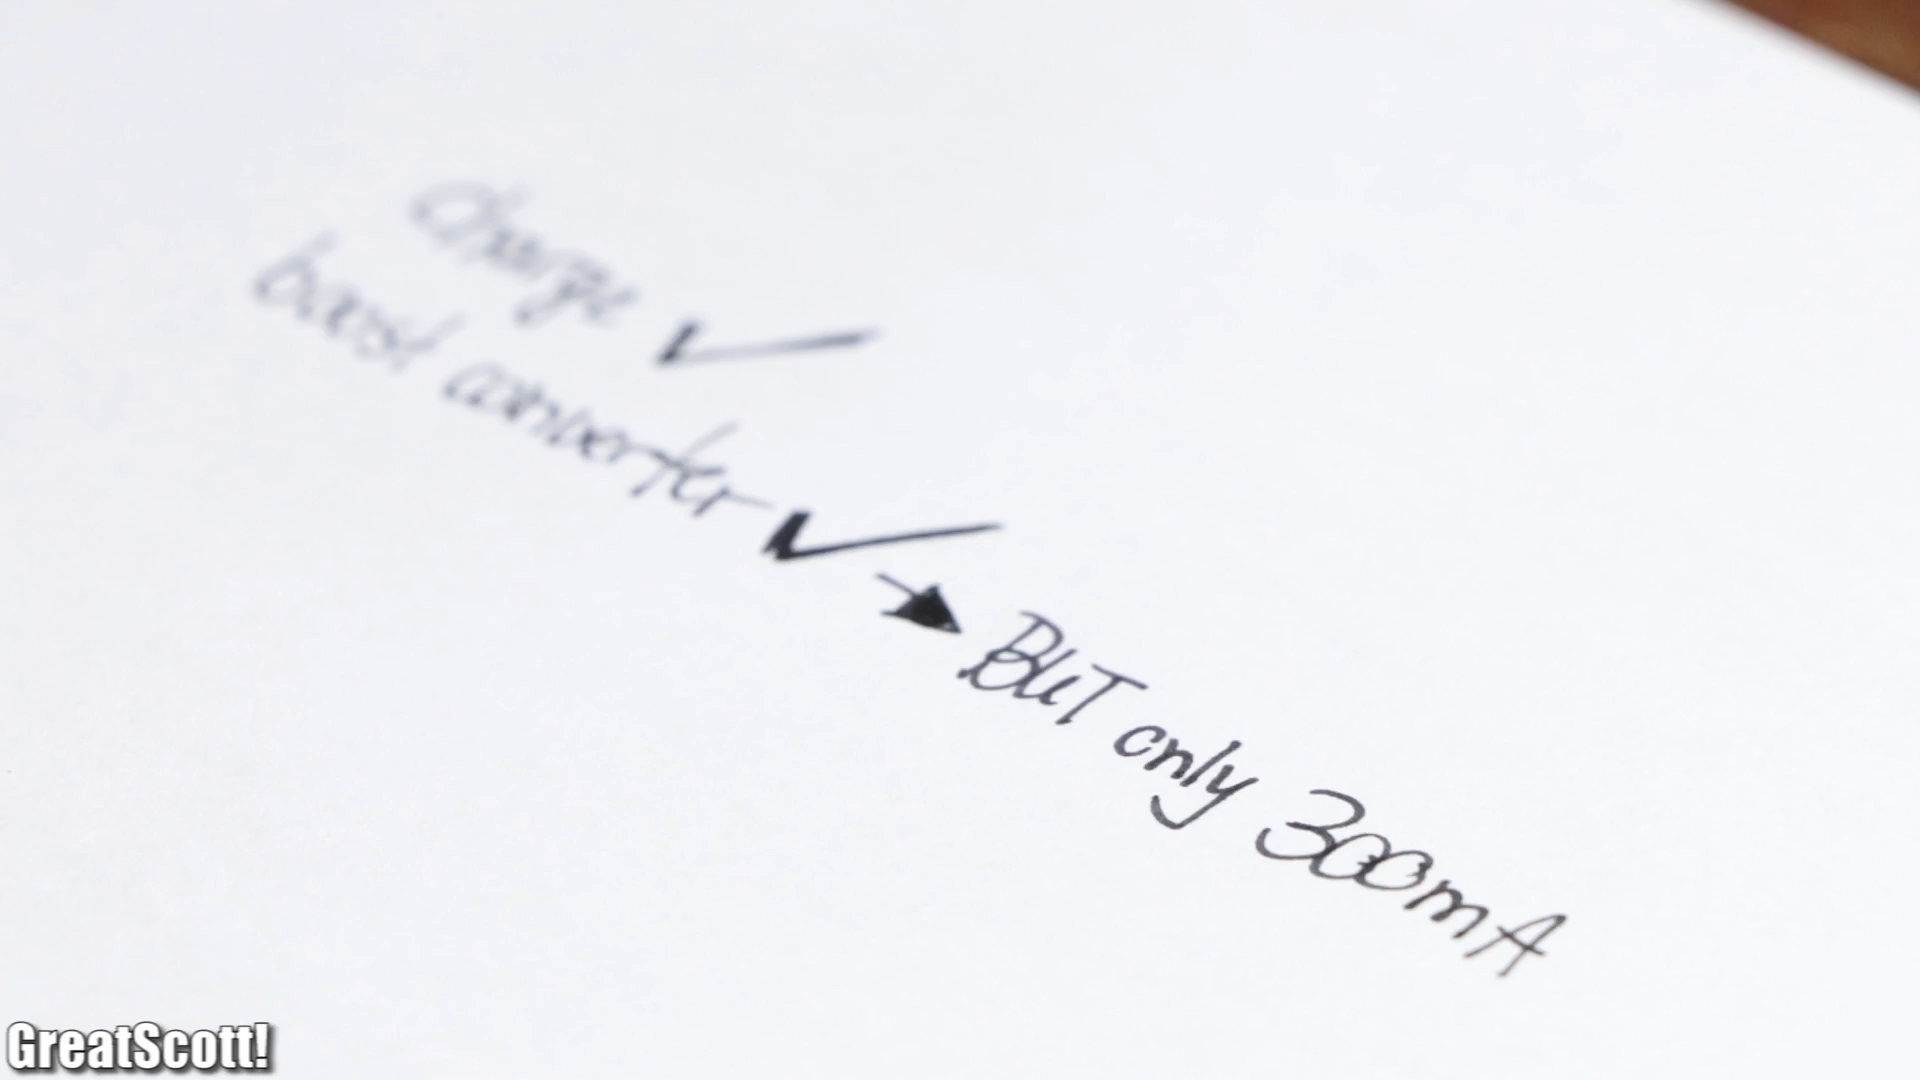 charge ✓
boost converter ✓ → BUT only 300mA
GreatScott!